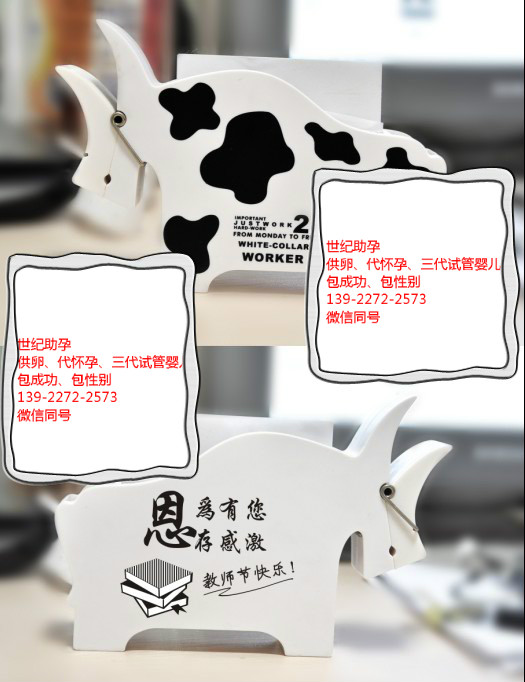 IMPORTANT
JUSTWORK 2
HARD-WORK
FROM MONDAY TO FR
WHITE-COLLAR
WORKER
世纪助孕
供卵、代怀孕、三代试管婴儿
包成功、包性别
139-2272-2573
微信同号
世纪助孕
供卵、代怀孕、三代试管婴儿
包成功、包性别
139-2272-2573
微信同号
恩 為有您
存感激
教师节快乐!